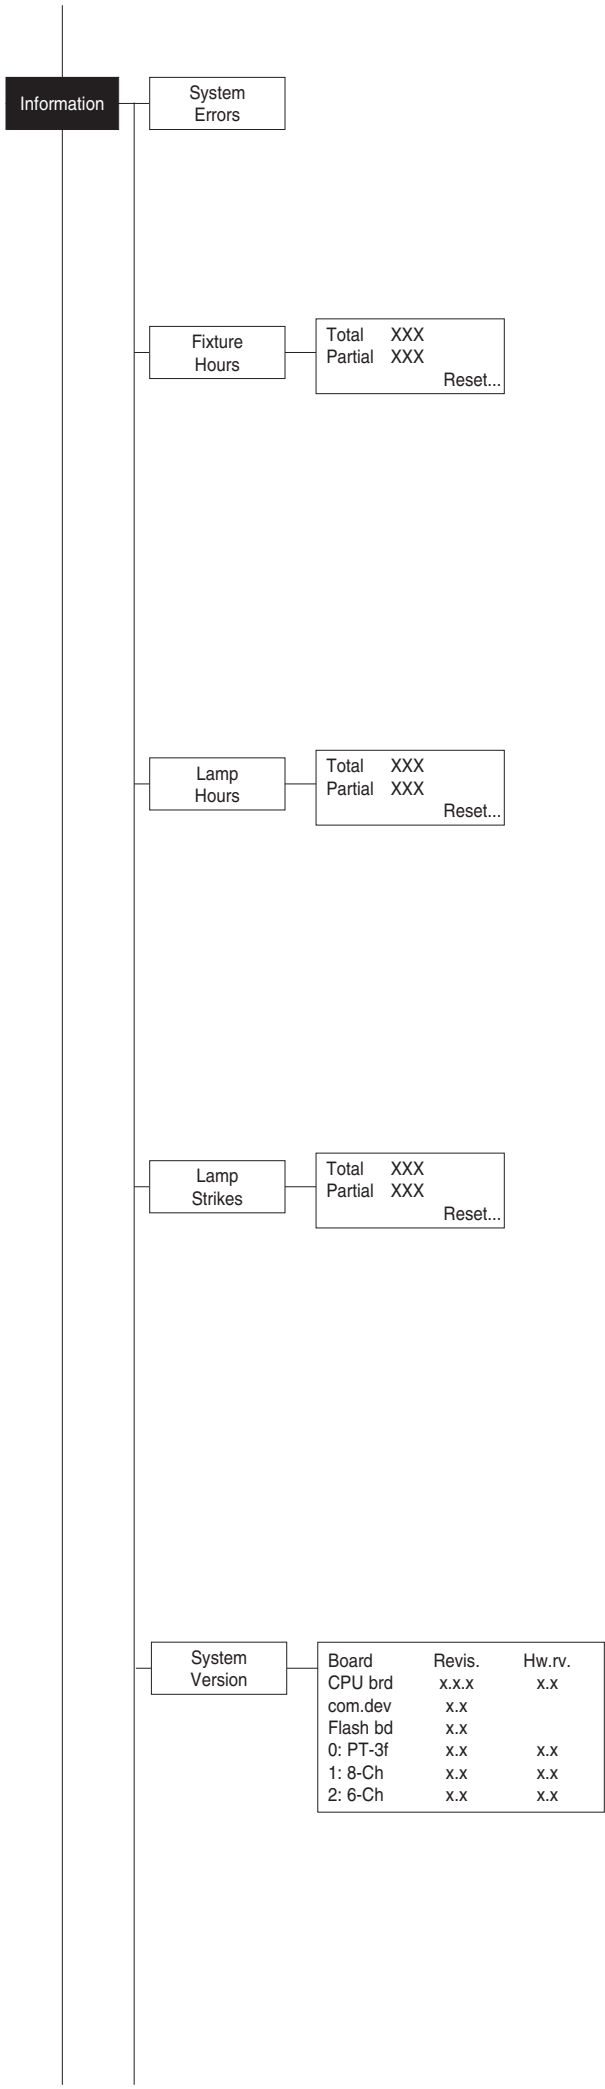 Information
System
Errors
Fixture
Hours
Total XXX
Partial XXX
Reset...
Lamp
Hours
Total XXX
Partial XXX
Reset...
Lamp
Strikes
Total XXX
Partial XXX
Reset...
System
Version
Board Revis. Hw.rv.
CPU brd x.x.x x.x
com.dev x.x
Flash bd x.x
0: PT-3f x.x x.x
1: 8-Ch x.x x.x
2: 6-Ch x.x x.x